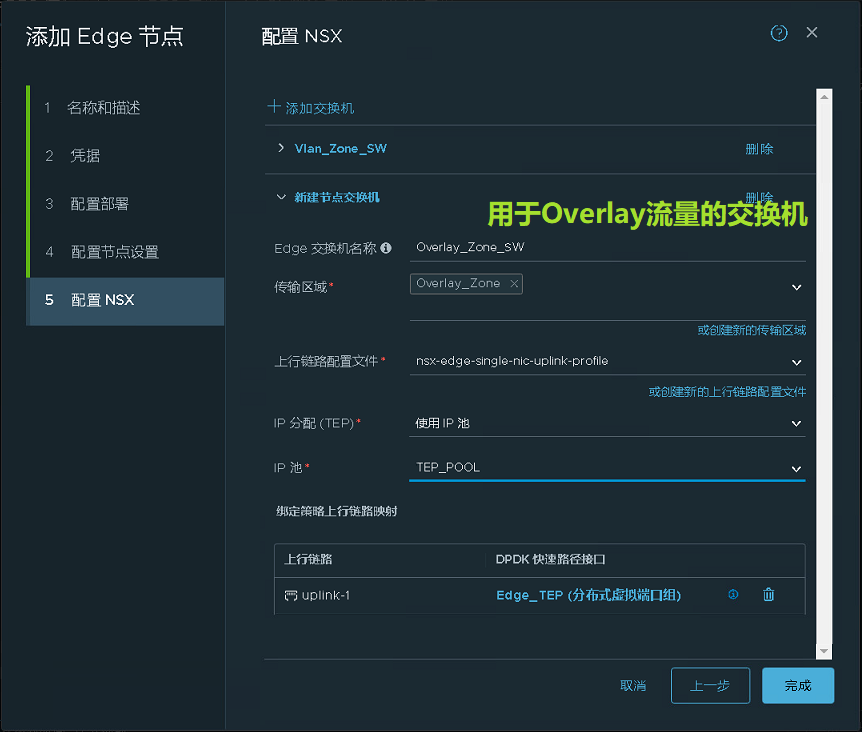 添加 Edge 节点
1 名称和描述
2 凭据
3 配置部署
4 配置节点设置
5 配置 NSX
配置 NSX
添加交换机
Vlan_Zone_SW 删除
新建节点交换机 删除
用于Overlay流量的交换机
Edge 交换机名称 Overlay_Zone_SW
传输区域* Overlay_Zone
或创建新的传输区域
上行链路配置文件* nsx-edge-single-nic-uplink-profile
或创建新的上行链路配置文件
IP 分配 (TEP)* 使用 IP 池
IP 池* TEP_POOL
绑定策略上行链路映射
上行链路 DPDK 快速路径接口
uplink-1 Edge_TEP (分布式虚拟端口组)
取消 上一步 完成